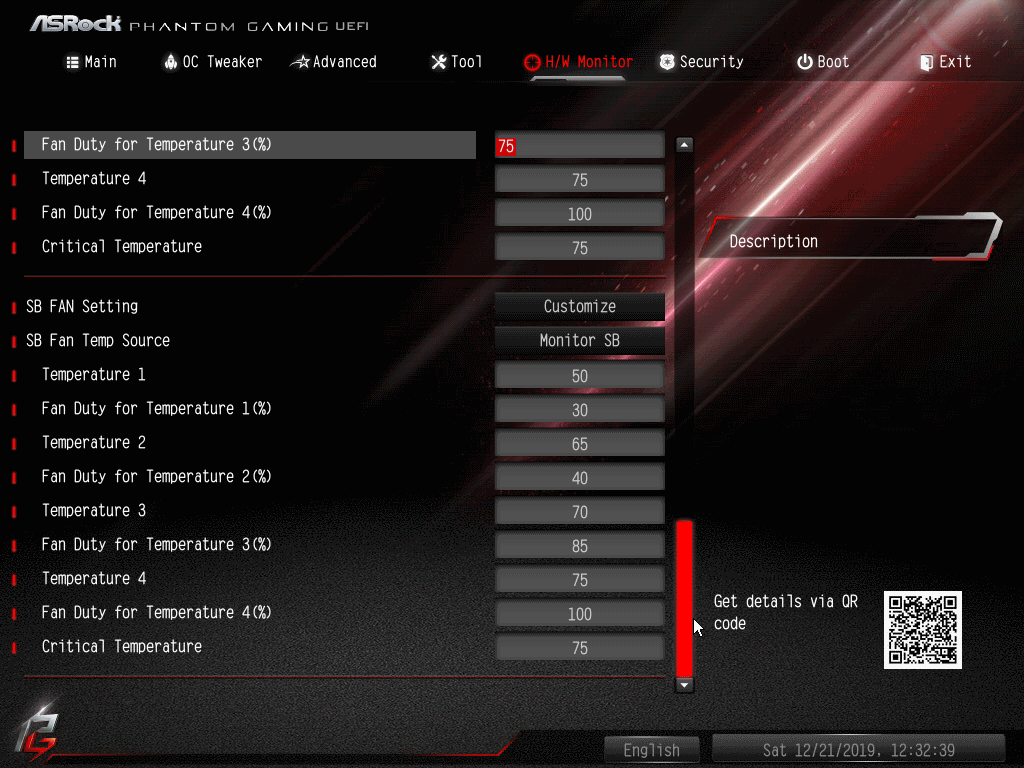 ASRock PHANTOM GAMING UEFI
Main OC Tweaker Advanced Tool H/W Monitor Security Boot Exit
Fan Duty for Temperature 3(%) 75
Temperature 4 75
Fan Duty for Temperature 4(%) 100
Critical Temperature 75
Description
SB FAN Setting Customize
SB Fan Temp Source Monitor SB
Temperature 1 50
Fan Duty for Temperature 1(%) 30
Temperature 2 65
Fan Duty for Temperature 2(%) 40
Temperature 3 70
Fan Duty for Temperature 3(%) 85
Temperature 4 75
Fan Duty for Temperature 4(%) 100
Critical Temperature 75
Get details via QR
code
English Sat 12/21/2019, 12:32:39